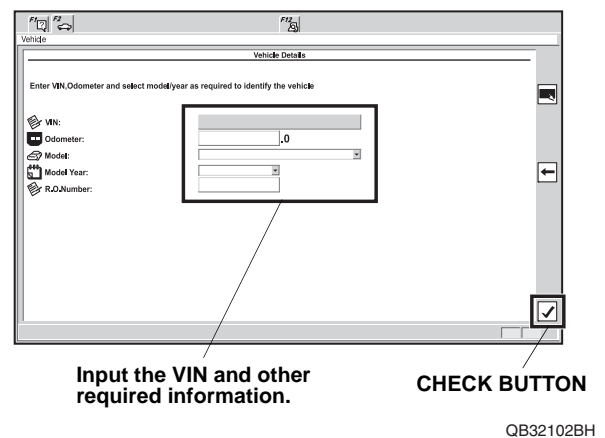 F1 F2 F12
Vehicle
Vehicle Details
Enter VIN,Odometer and select model/year as required to identify the vehicle
VIN:
Odometer: .0
Model:
Model Year:
R.O.Number:
Input the VIN and other
required information.
CHECK BUTTON
QB32102BH